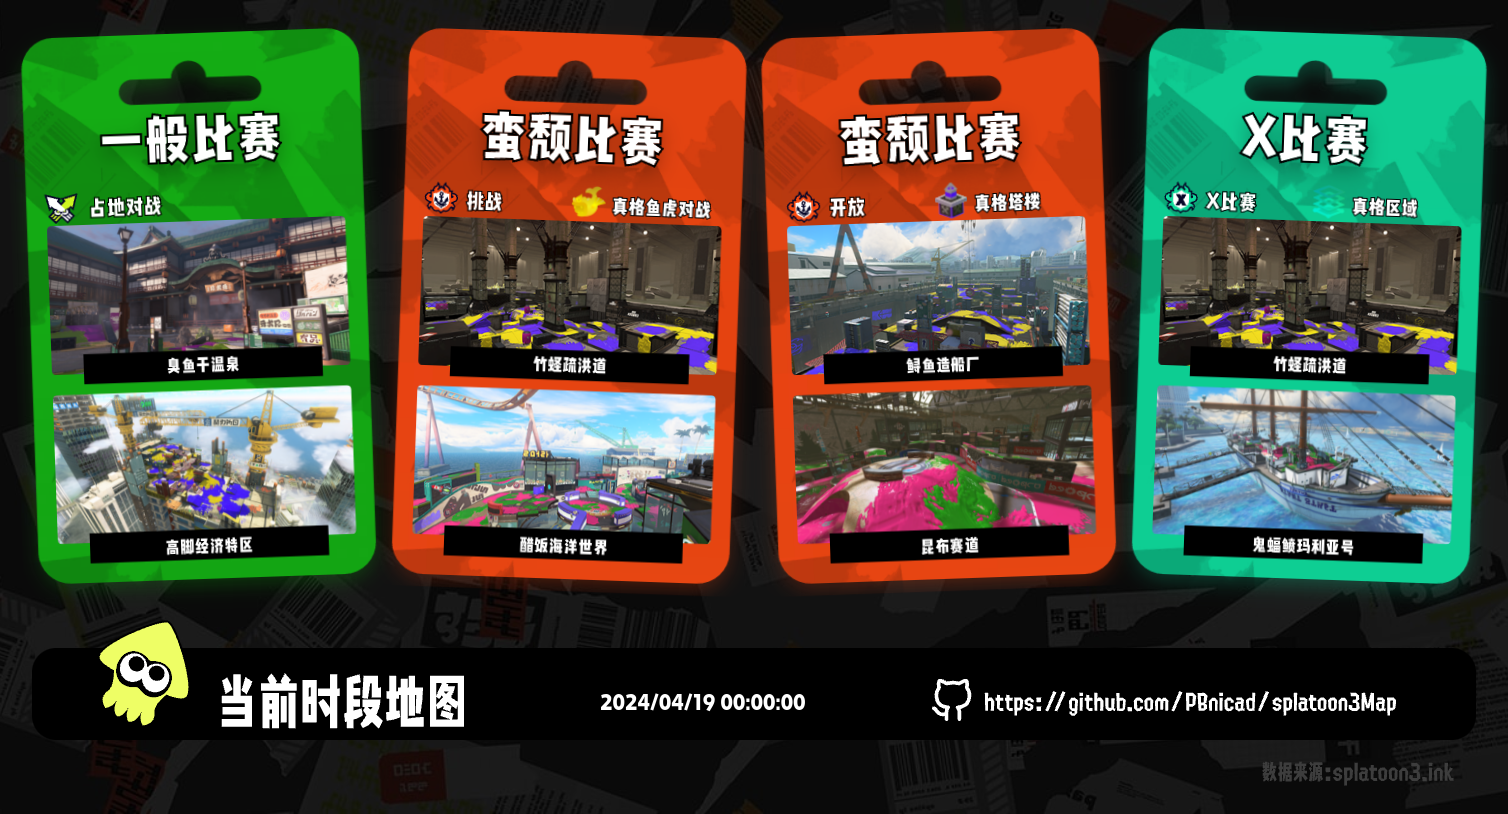 一般比赛
占地对战
臭鱼干温泉
高脚经济特区
蛮颓比赛
挑战
真格鱼虎对战
竹蛏疏洪道
醋饭海洋世界
蛮颓比赛
开放
真格塔楼
鲟鱼造船厂
昆布赛道
X比赛
X比赛
真格区域
竹蛏疏洪道
鬼蝠鲼玛利亚号
当前时段地图
2024/04/19 00:00:00
https://github.com/PBnicad/splatoon3Map
数据来源:splatoon3.ink